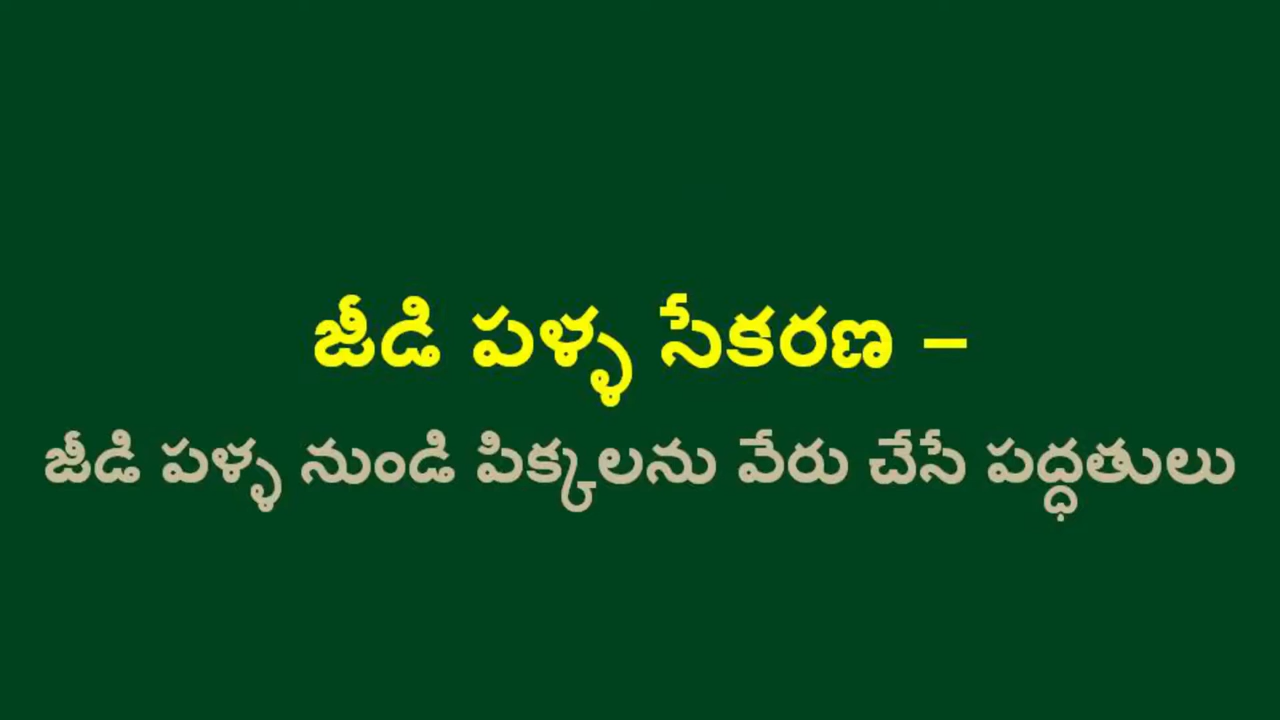 జీడి పళ్ళ సేకరణ –
జీడి పళ్ళ నుండి పిక్కలను వేరు చేసే పద్ధతులు